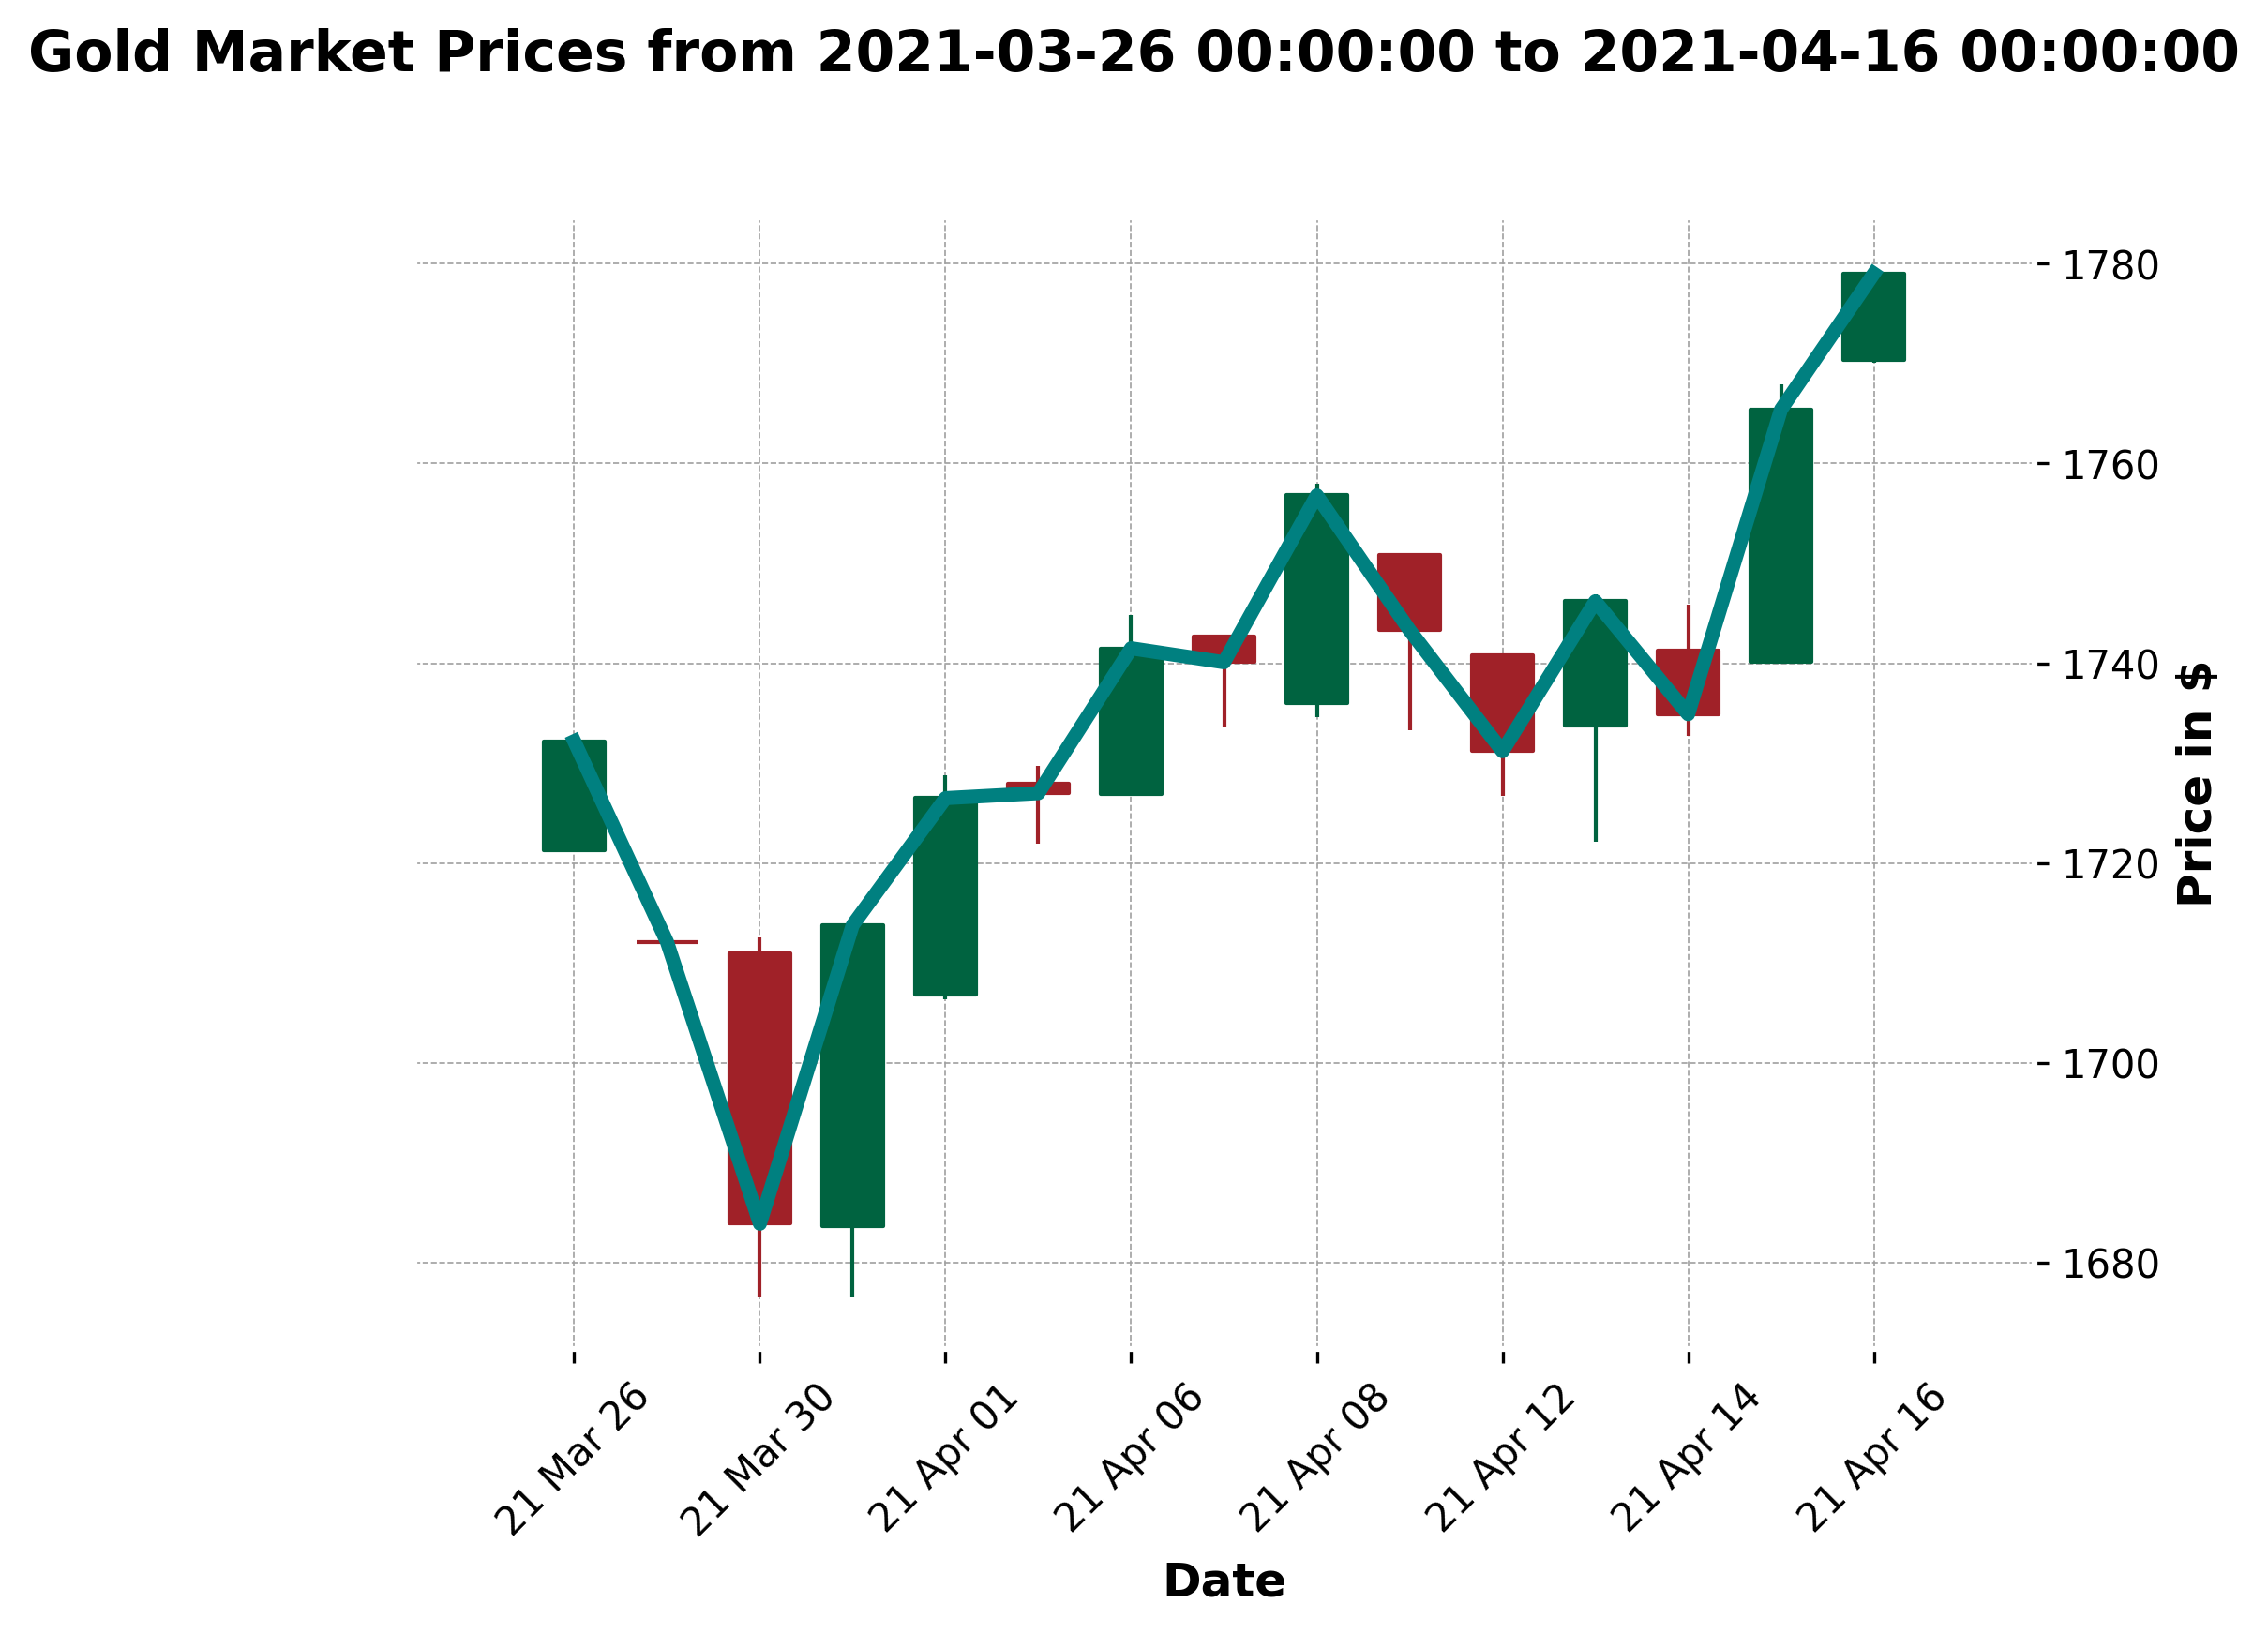 Gold Market Prices from 2021-03-26 00:00:00 to 2021-04-16 00:00:00
1780
1760
1740
1720
1700
1680
Price in $
21 Mar 26
21 Mar 30
21 Apr 01
21 Apr 06
21 Apr 08
21 Apr 12
21 Apr 14
21 Apr 16
Date